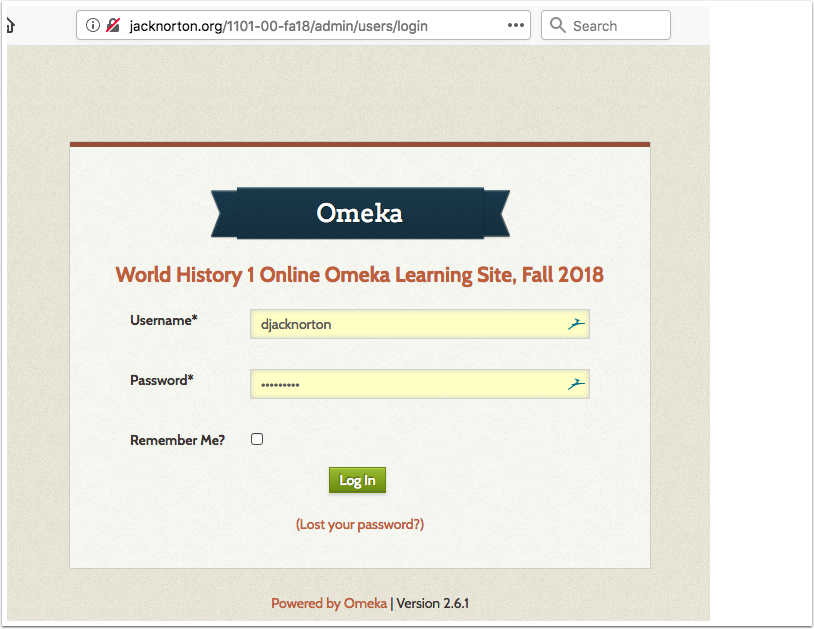 jacknorton.org/1101-00-fa18/admin/users/login
Search
Omeka
World History 1 Online Omeka Learning Site, Fall 2018
Username*
djacknorton
Password*
•••••••••
Remember Me?
Log In
(Lost your password?)
Powered by Omeka | Version 2.6.1